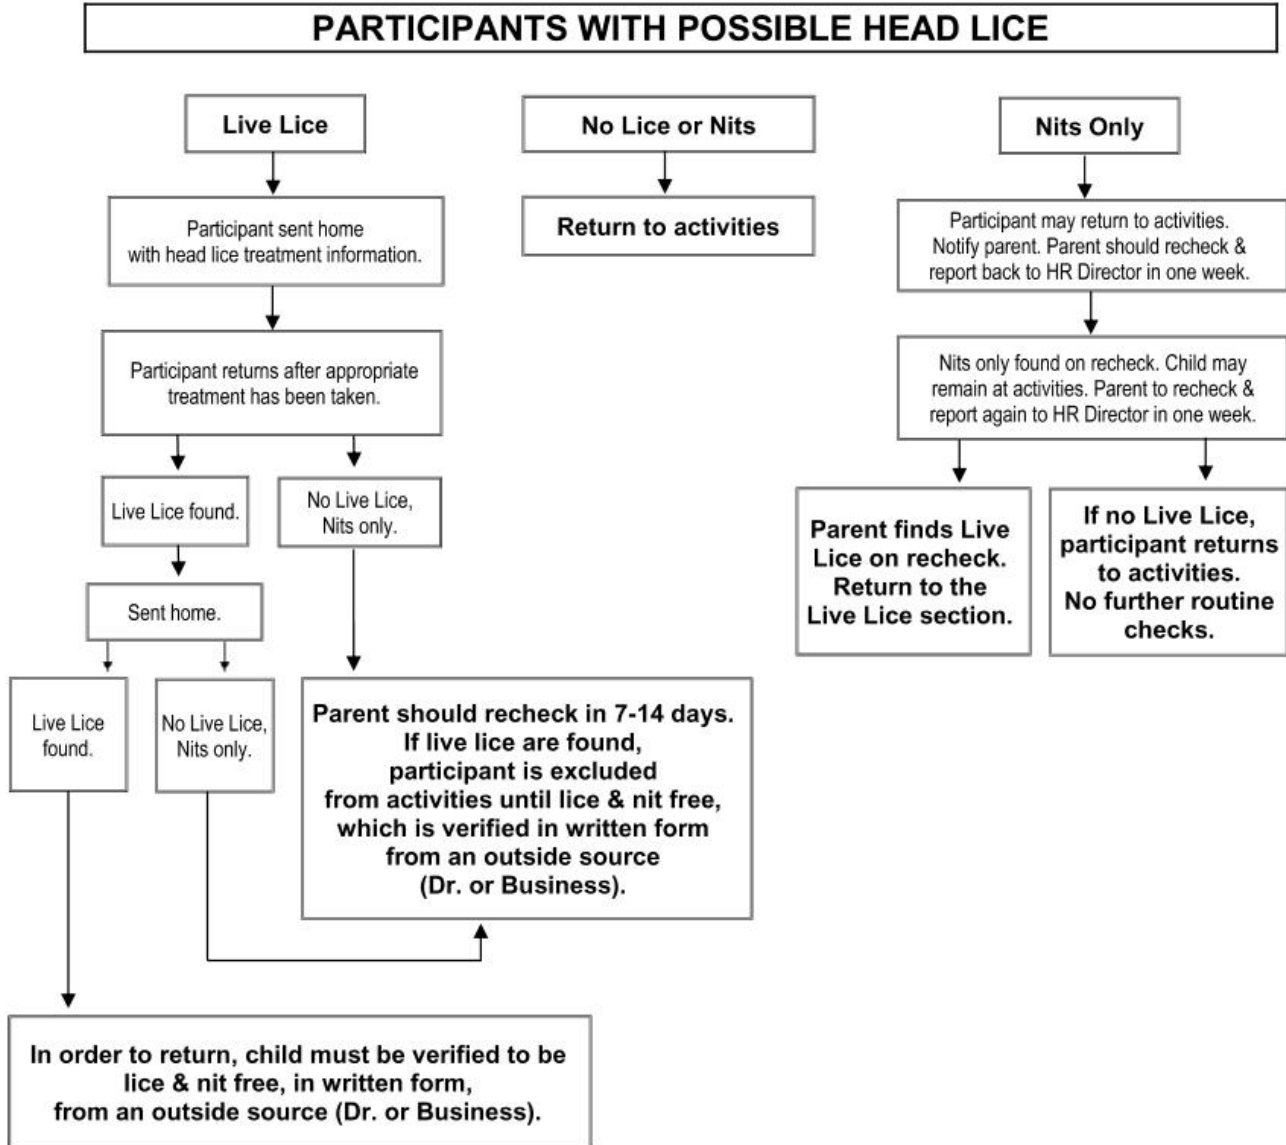 PARTICIPANTS WITH POSSIBLE HEAD LICE
Live Lice
Participant sent home
with head lice treatment information.
Participant returns after appropriate
treatment has been taken.
Live Lice found.
No Live Lice,
Nits only.
Sent home.
Live Lice
found.
No Live Lice,
Nits only.
Parent should recheck in 7-14 days.
If live lice are found,
participant is excluded
from activities until lice & nit free,
which is verified in written form
from an outside source
(Dr. or Business).
In order to return, child must be verified to be
lice & nit free, in written form,
from an outside source (Dr. or Business).
No Lice or Nits
Return to activities
Nits Only
Participant may return to activities.
Notify parent. Parent should recheck &
report back to HR Director in one week.
Nits only found on recheck. Child may
remain at activities. Parent to recheck &
report again to HR Director in one week.
Parent finds Live
Lice on recheck.
Return to the
Live Lice section.
If no Live Lice,
participant returns
to activities.
No further routine
checks.